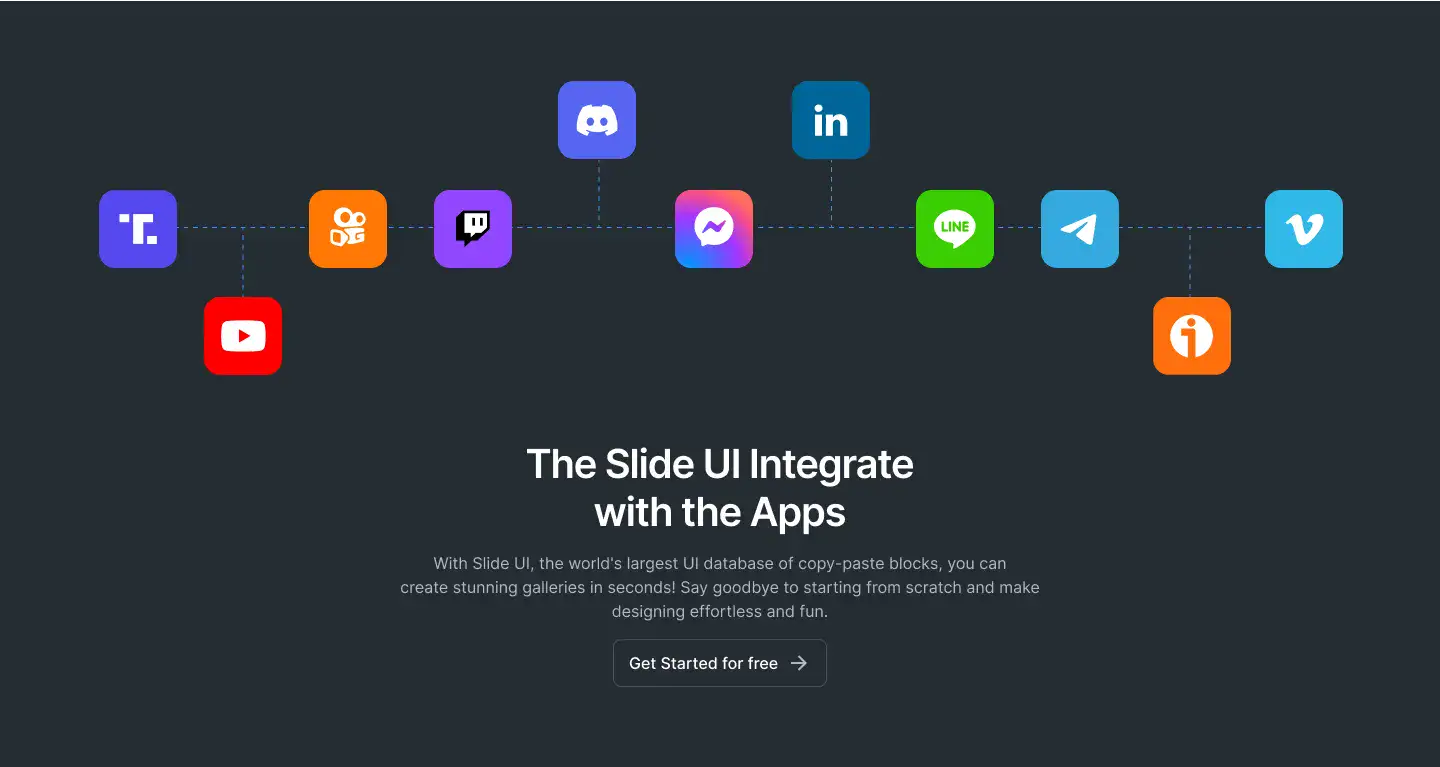 in
T.
LINE
The Slide UI Integrate
with the Apps
With Slide UI, the world's largest UI database of copy-paste blocks, you can
create stunning galleries in seconds! Say goodbye to starting from scratch and make
designing effortless and fun.
Get Started for free